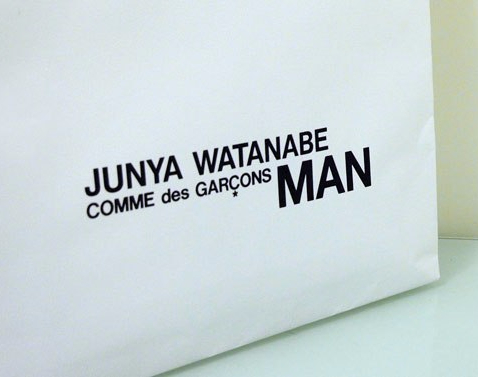 JUNYA WATANABE
COMME des GARÇONS MAN